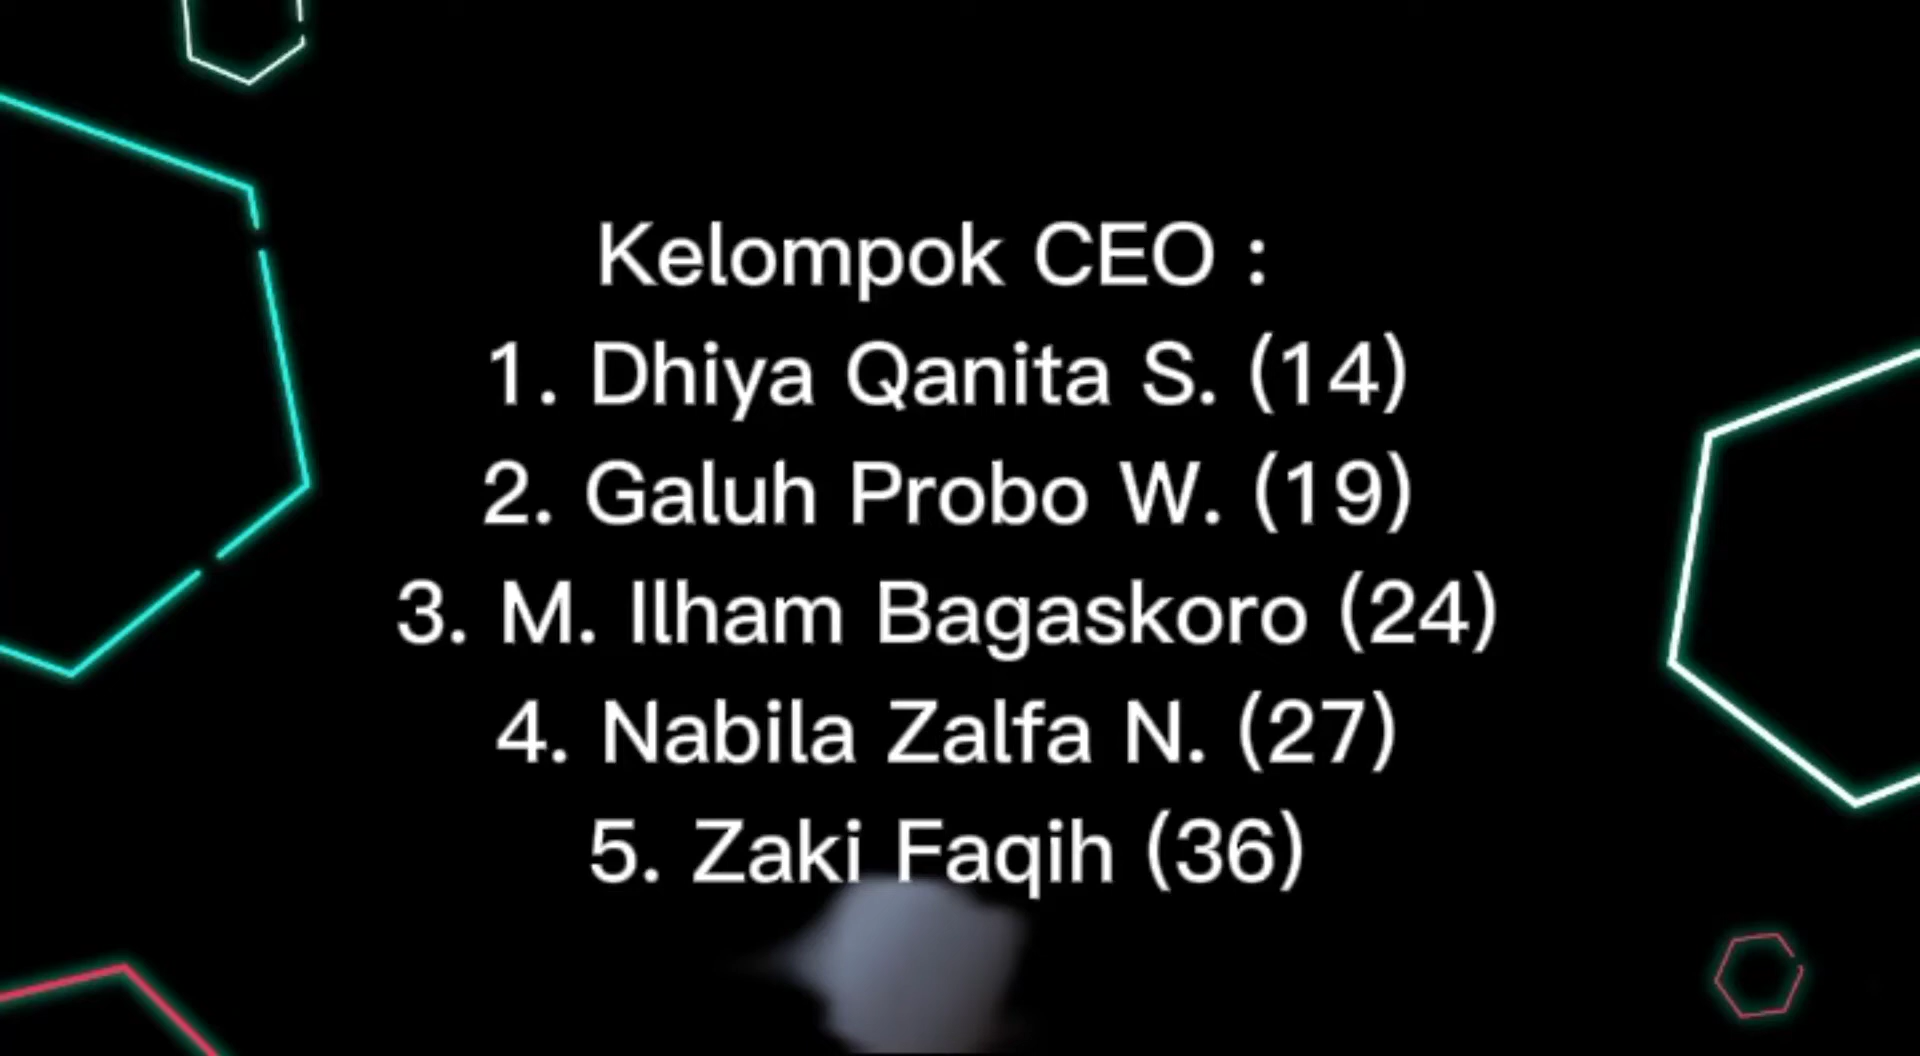 Kelompok CEO :
1. Dhiya Qanita S. (14)
2. Galuh Probo W. (19)
3. M. Ilham Bagaskoro (24)
4. Nabila Zalfa N. (27)
5. Zaki Faqih (36)